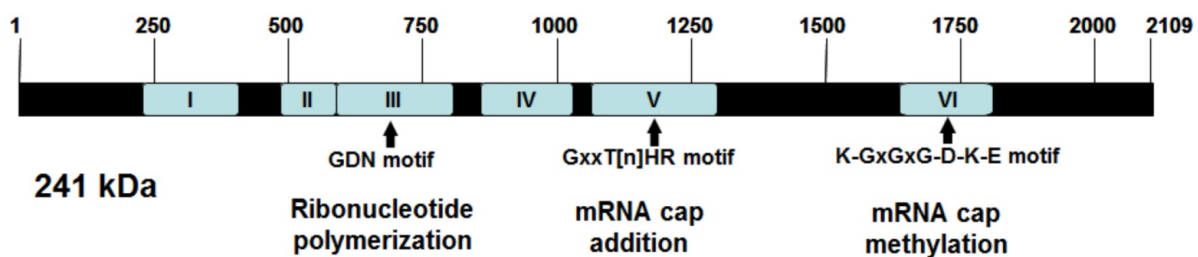 1 250 500 750 1000 1250 1500 1750 2000 2109
I II III IV V VI
GDN motif GxxT[n]HR motif K-GxGxG-D-K-E motif
241 kDa
Ribonucleotide mRNA cap mRNA cap
polymerization addition methylation